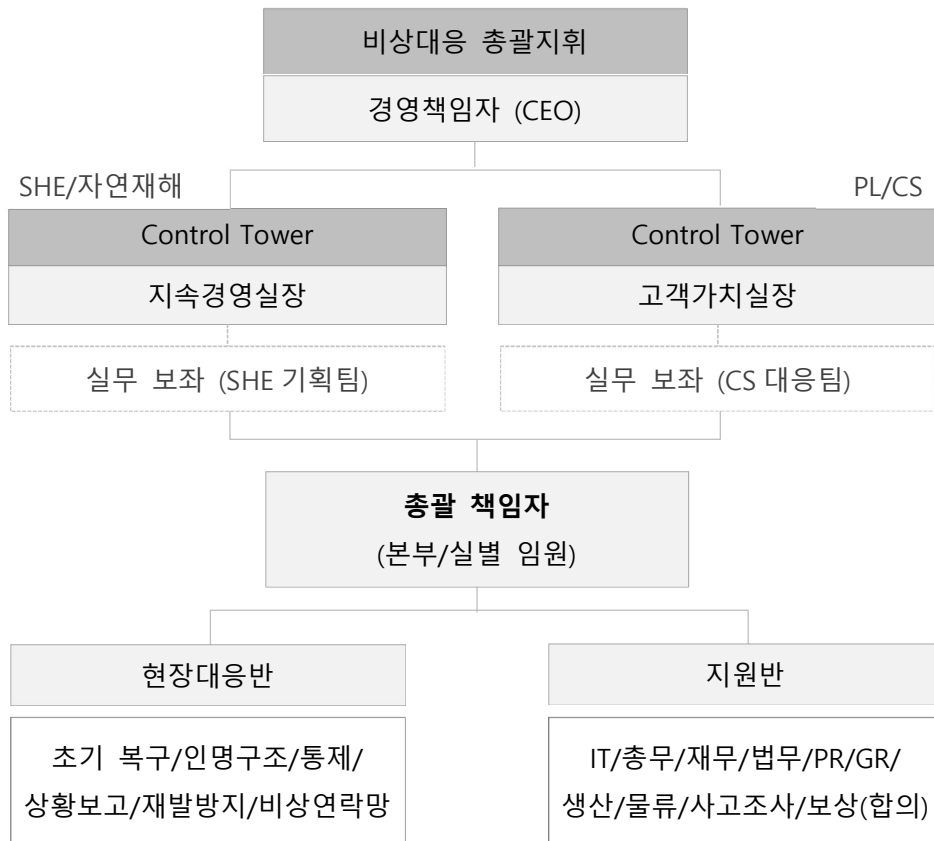 비상대응 총괄지휘
경영책임자 (CEO)
SHE/자연재해
PL/CS
Control Tower
지속경영실장
Control Tower
고객가치실장
실무 보좌 (SHE 기획팀)
실무 보좌 (CS 대응팀)
총괄 책임자
(본부/실별 임원)
현장대응반
초기 복구/인명구조/통제/
상황보고/재발방지/비상연락망
지원반
IT/총무/재무/법무/PR/GR/
생산/물류/사고조사/보상(합의)